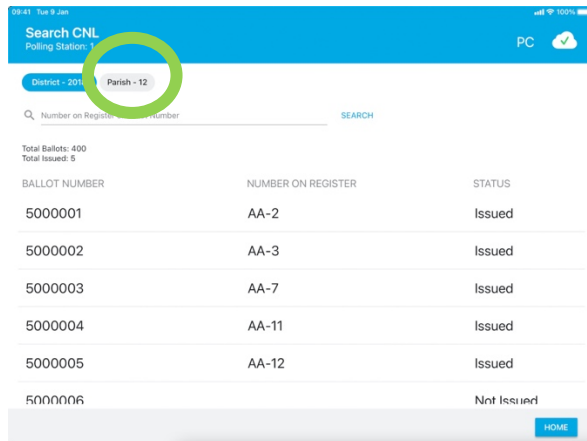 09:41 Tue 9 Jan 100%
Search CNL
Polling Station: 1
PC
District - 2018 Parish - 12
Number on Register Number
SEARCH
Total Ballots: 400
Total Issued: 5
BALLOT NUMBER NUMBER ON REGISTER STATUS
5000001 AA-2 Issued
5000002 AA-3 Issued
5000003 AA-7 Issued
5000004 AA-11 Issued
5000005 AA-12 Issued
5000006 Not Issued
HOME